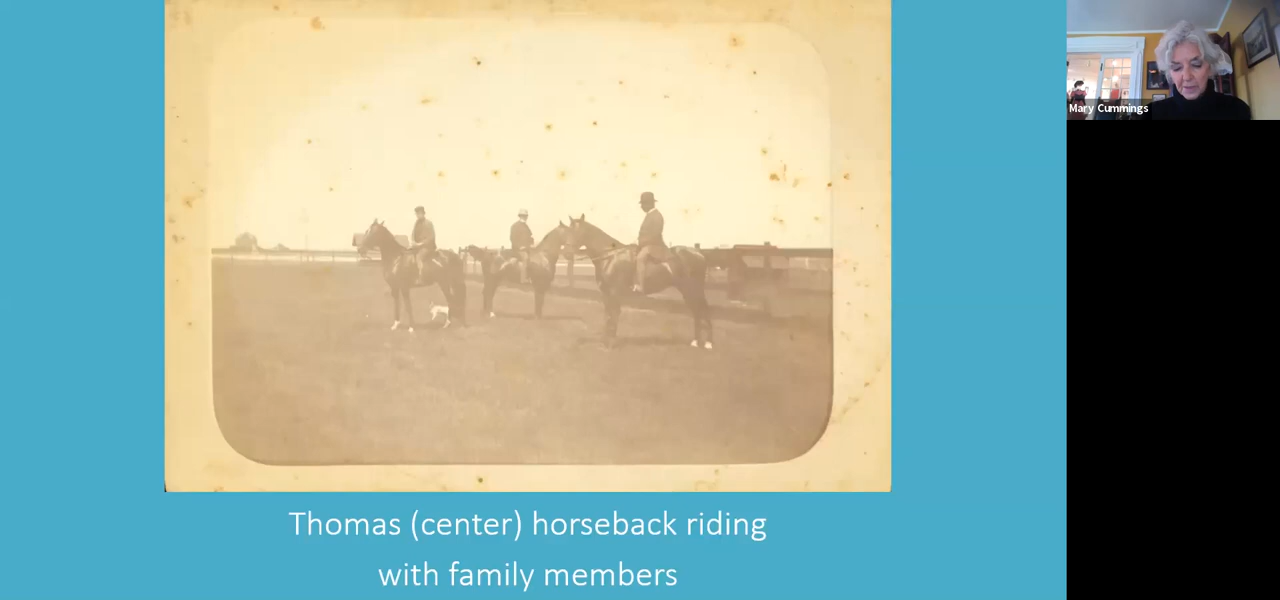 Mary Cummings
Thomas (center) horseback riding
with family members